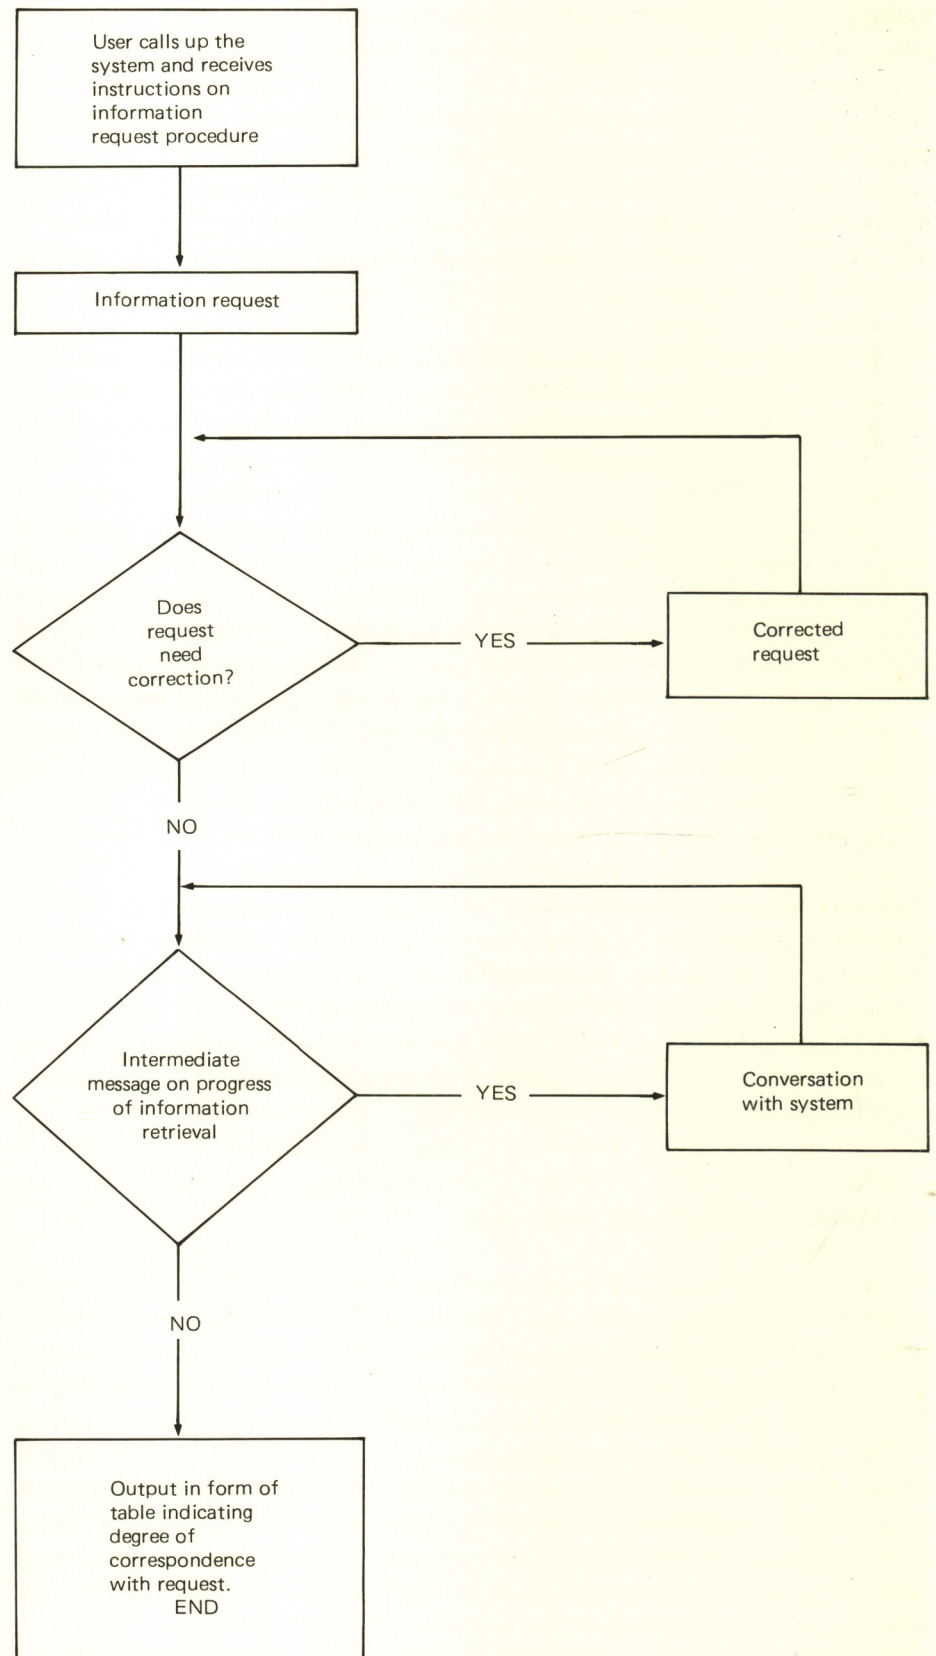 User calls up the
system and receives
instructions on
information
request procedure
Information request
Does
request
need
correction?
YES
Corrected
request
NO
Intermediate
message on progress
of information
retrieval
YES
Conversation
with system
NO
Output in form of
table indicating
degree of
correspondence
with request.
END